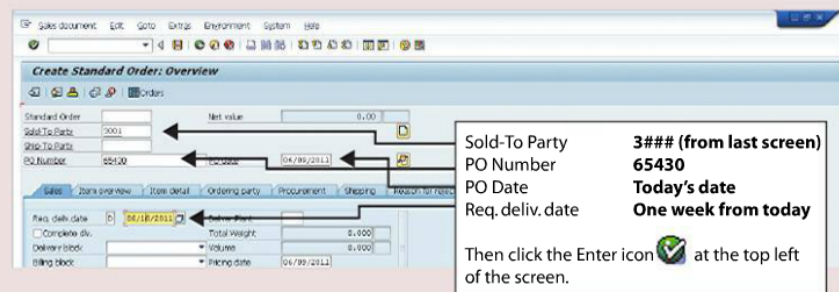 Sales document Edit Goto Extras Environment System Help
Create Standard Order: Overview
Orders
Standard Order Net value 0.00
Sold-To Party 3001
Ship-To Party
PO Number 65430 PO date 06/09/2011
Sales Item overview Item detail Ordering party Procurement Shipping Reason for rejec
Req. deliv.date D 06/18/2011 Deliver.Plant
Complete dlv. Total Weight 0.000
Delivery block Volume 0.000
Billing block Pricing date 06/09/2011
Sold-To Party 3### (from last screen)
PO Number 65430
PO Date Today's date
Req. deliv. date One week from today
Then click the Enter icon at the top left
of the screen.